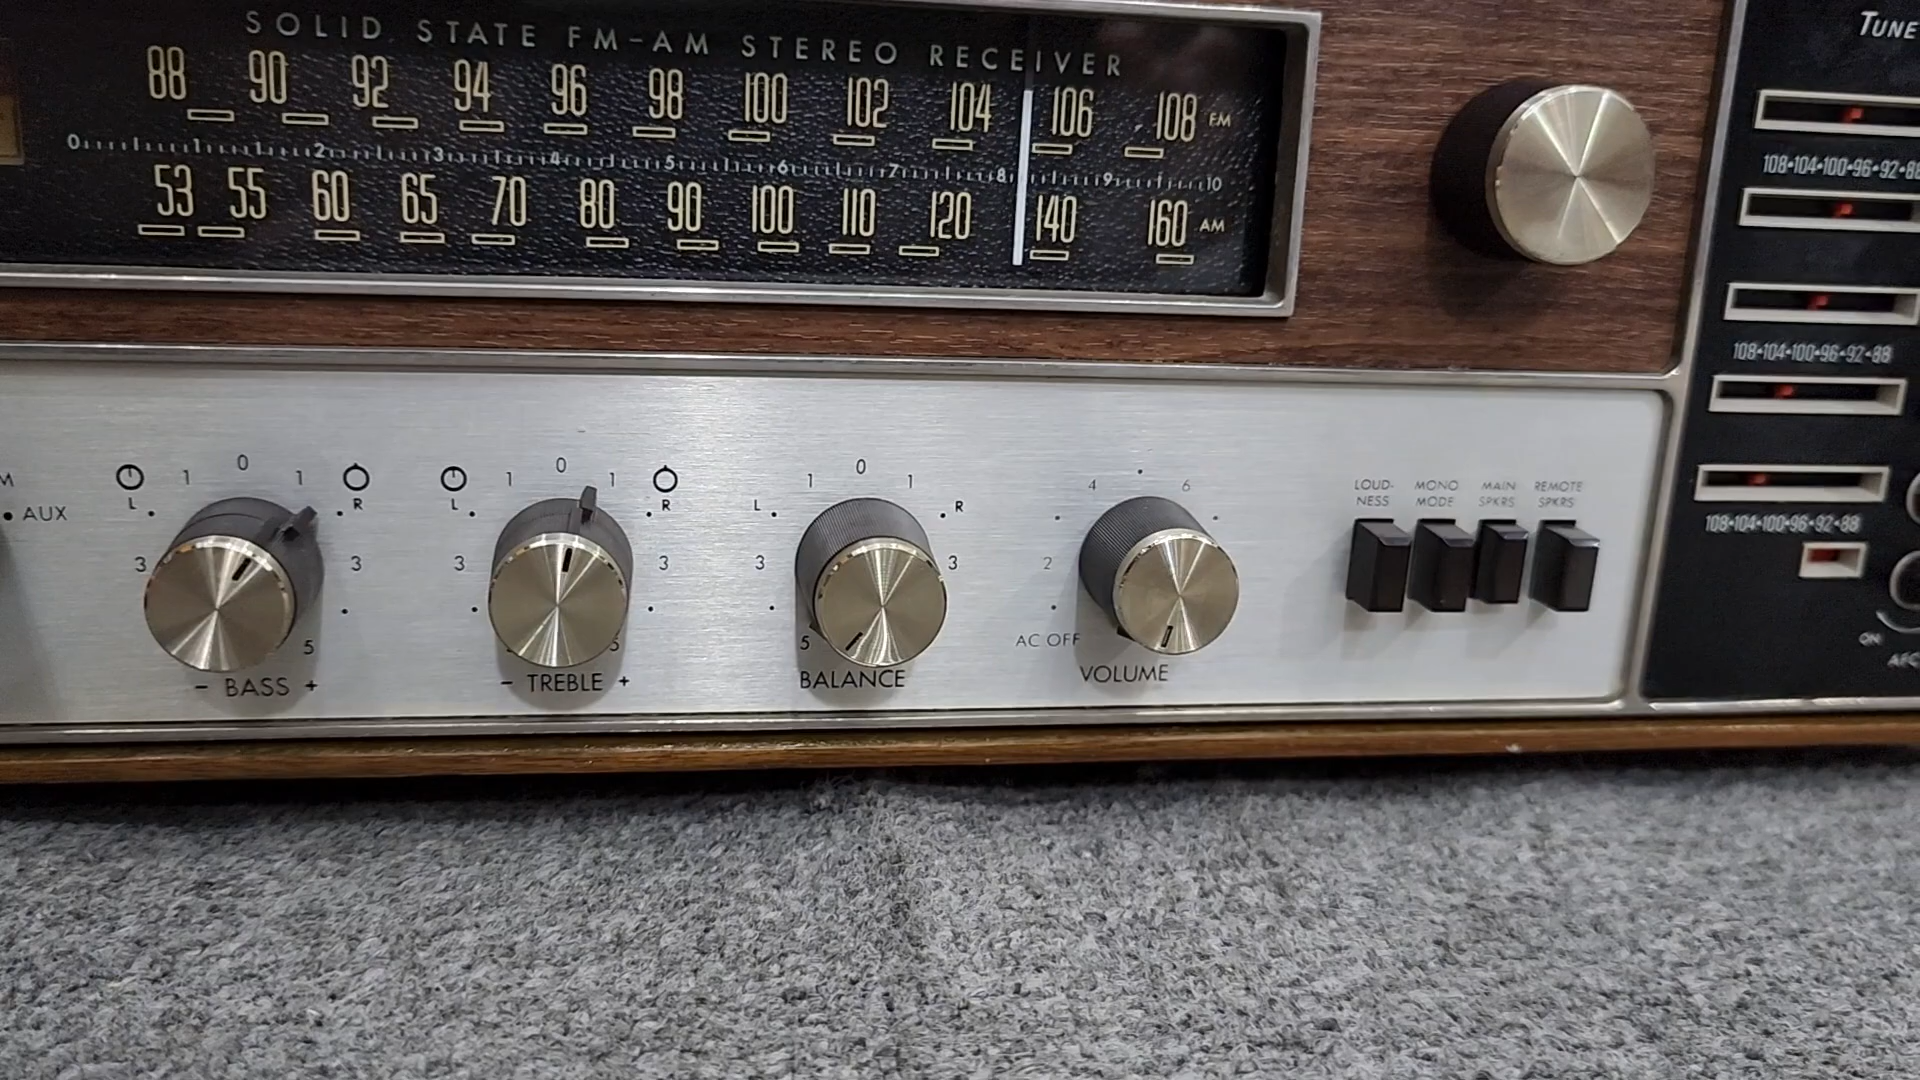 SOLID STATE FM-AM STEREO RECEIVER
88 90 92 94 96 98 100 102 104 106 108 FM
0 1 2 3 4 5 6 7 8 9 10
53 55 60 65 70 80 90 100 110 120 140 160 AM
TUNE
108•104•100•96•92•88
108•104•100•96•92•88
108•104•100•96•92•88
ON
AFC
M
• AUX
L 1 0 1 R
3 3
5
- BASS +
L 1 0 1 R
3 3
5
- TREBLE +
L 1 0 1 R
3 3
5
BALANCE
4 6
2
AC OFF
VOLUME
LOUD-
NESS
MONO
MODE
MAIN
SPKRS
REMOTE
SPKRS